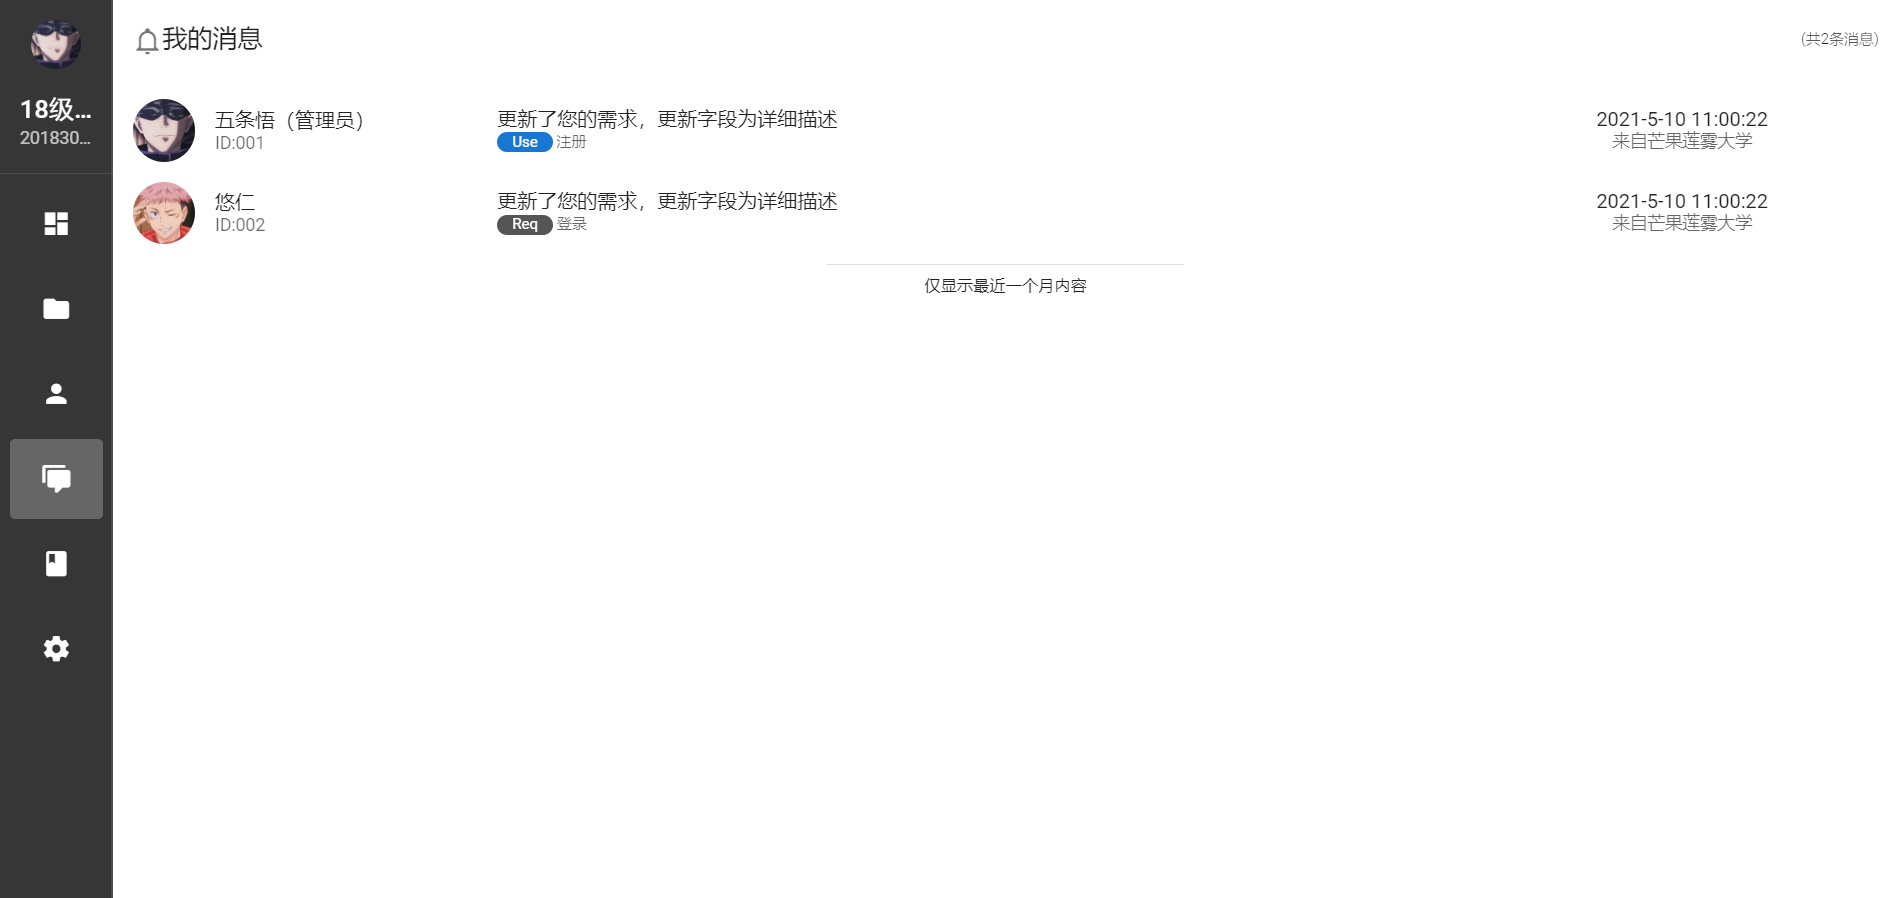 18级...
201830...
我的消息
(共2条消息)
五条悟（管理员）
ID:001
更新了您的需求，更新字段为详细描述
Use 注册
2021-5-10 11:00:22
来自芒果莲雾大学
悠仁
ID:002
更新了您的需求，更新字段为详细描述
Req 登录
2021-5-10 11:00:22
来自芒果莲雾大学
仅显示最近一个月内容